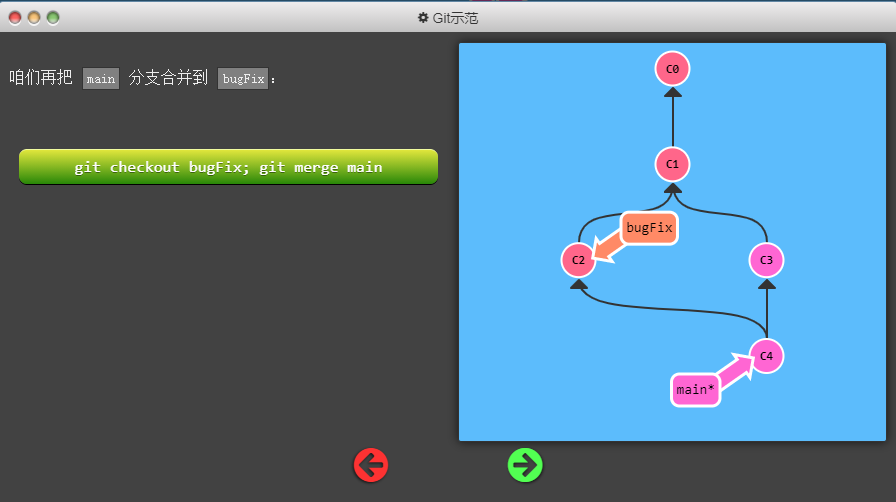 Git示范
咱们再把 main 分支合并到 bugFix：
git checkout bugFix; git merge main
C0
C1
bugFix
C2
C3
C4
main*